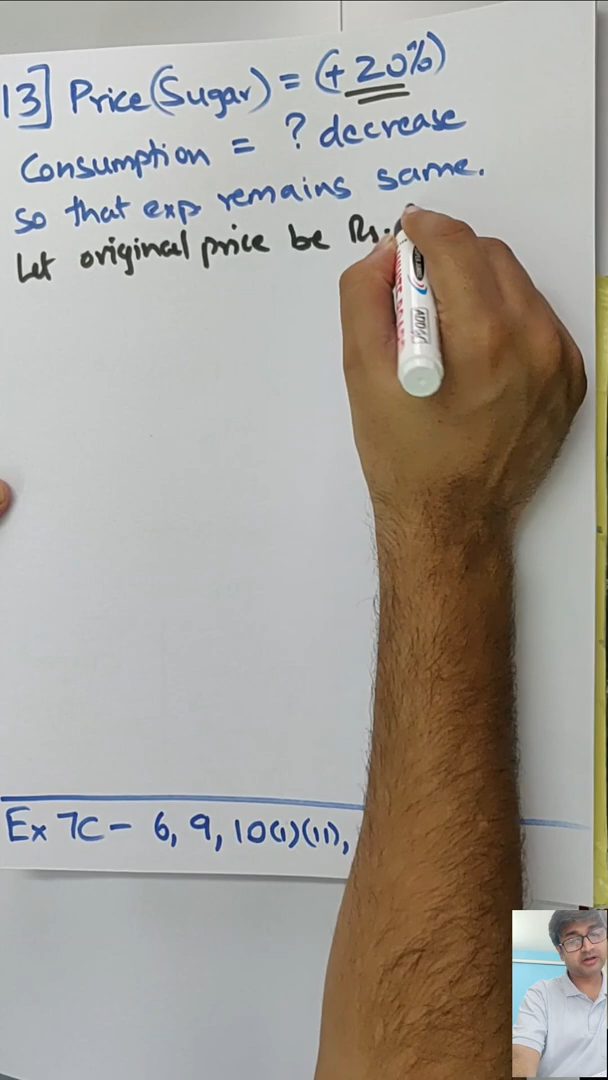 13] Price (Sugar) = (+20%)
Consumption = ? decrease
so that exp remains same.
Let original price be Rs.
Ex 7C - 6, 9, 10(i)(ii),